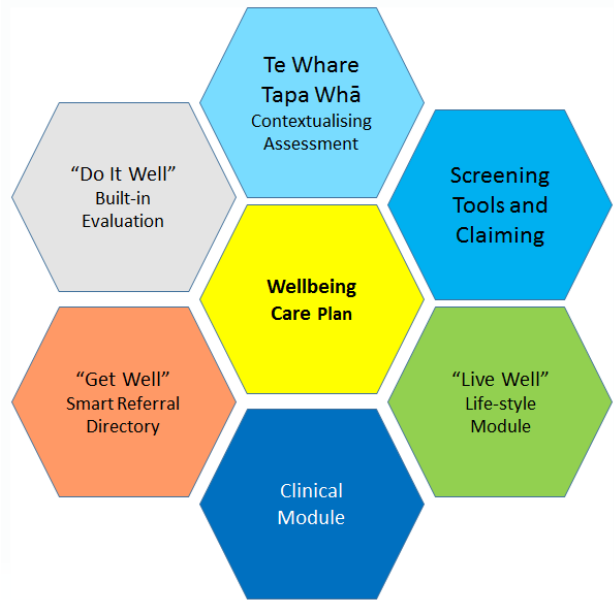 Te Whare
Tapa Whā
Contextualising
Assessment
“Do It Well”
Built-in
Evaluation
Screening
Tools and
Claiming
Wellbeing
Care Plan
“Get Well”
Smart Referral
Directory
“Live Well”
Life-style
Module
Clinical
Module